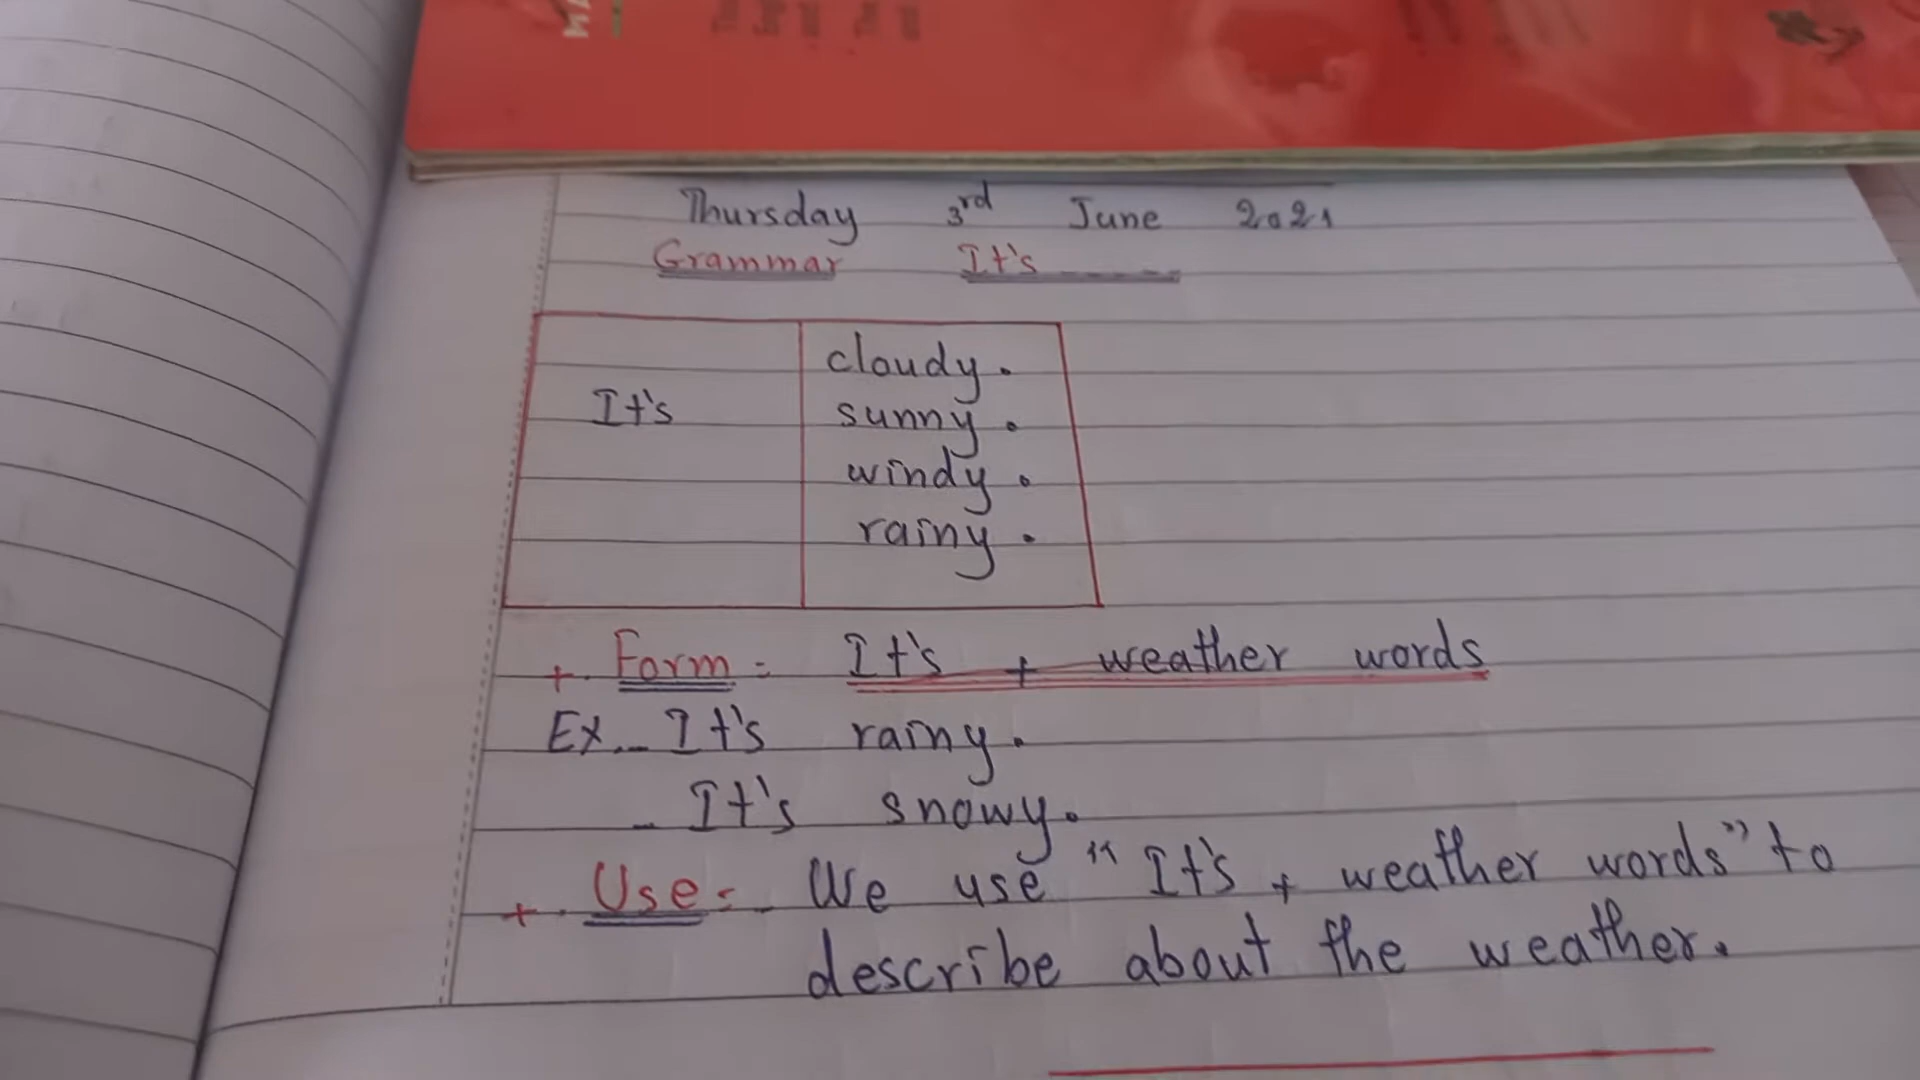 Thursday 3rd June 2021
Grammar It's ........
It's
cloudy.
sunny.
windy.
rainy.
+ Form: It's + weather words
Ex._ It's rainy.
_ It's snowy.
+ Use:_ We use "It's + weather words" to
describe about the weather.